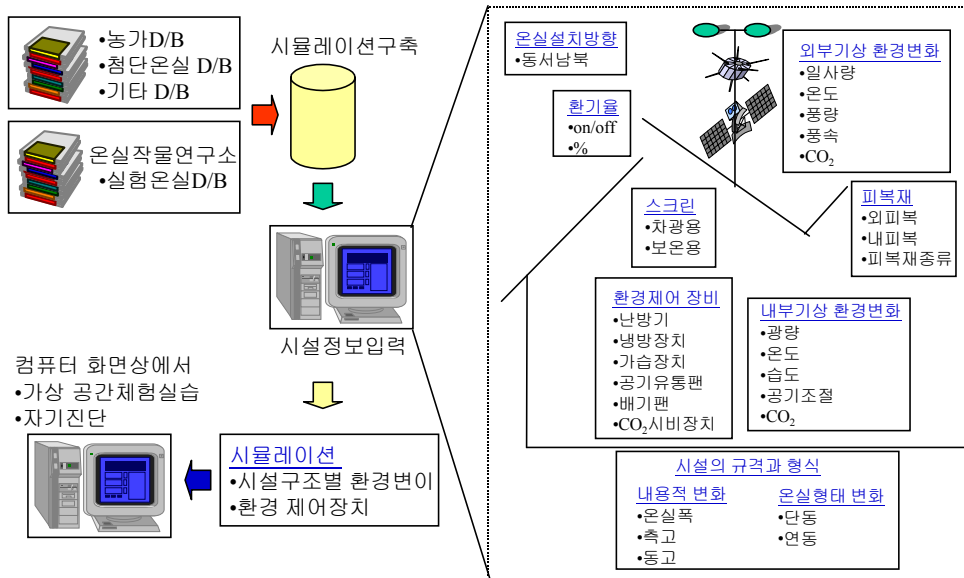 •농가D/B
•첨단온실 D/B
•기타 D/B
온실작물연구소
•실험온실D/B
시뮬레이션구축
시설정보입력
컴퓨터 화면상에서
•가상 공간체험실습
•자기진단
시뮬레이션
•시설구조별 환경변이
•환경 제어장치
온실설치방향
•동서남북
환기율
•on/off
•%
외부기상 환경변화
•일사량
•온도
•풍량
•풍속
•CO₂
스크린
•차광용
•보온용
피복재
•외피복
•내피복
•피복재종류
환경제어 장비
•난방기
•냉방장치
•가습장치
•공기유통팬
•배기팬
•CO₂시비장치
내부기상 환경변화
•광량
•온도
•습도
•공기조절
•CO₂
시설의 규격과 형식
내용적 변화
•온실폭
•측고
•동고
온실형태 변화
•단동
•연동